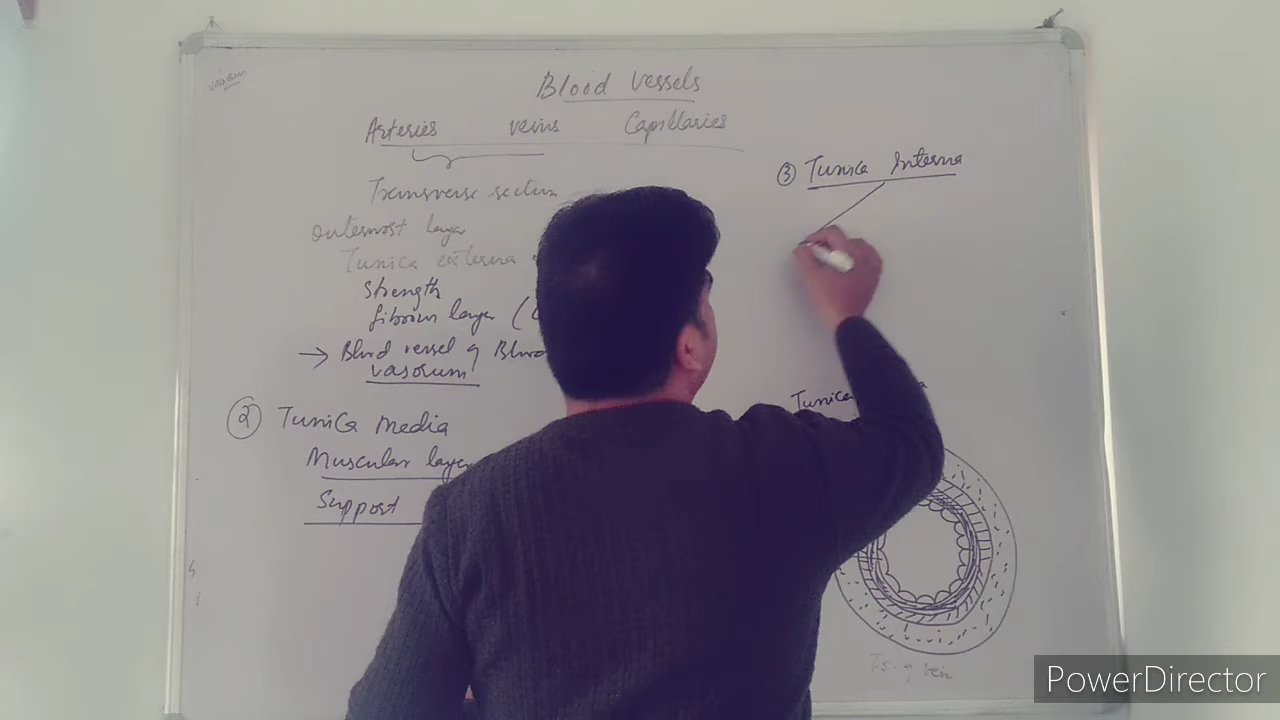 vasorum
Blood vessels
Arteries veins Capillaries
Transverse section
outermost layer
Tunica externa
Strength
fibrous layer (
→ Blood vessel of Blood
vasorum
② Tunica media
Muscular layer
Support
③ Tunica Interna
Tunica
T.S. of vein
PowerDirector